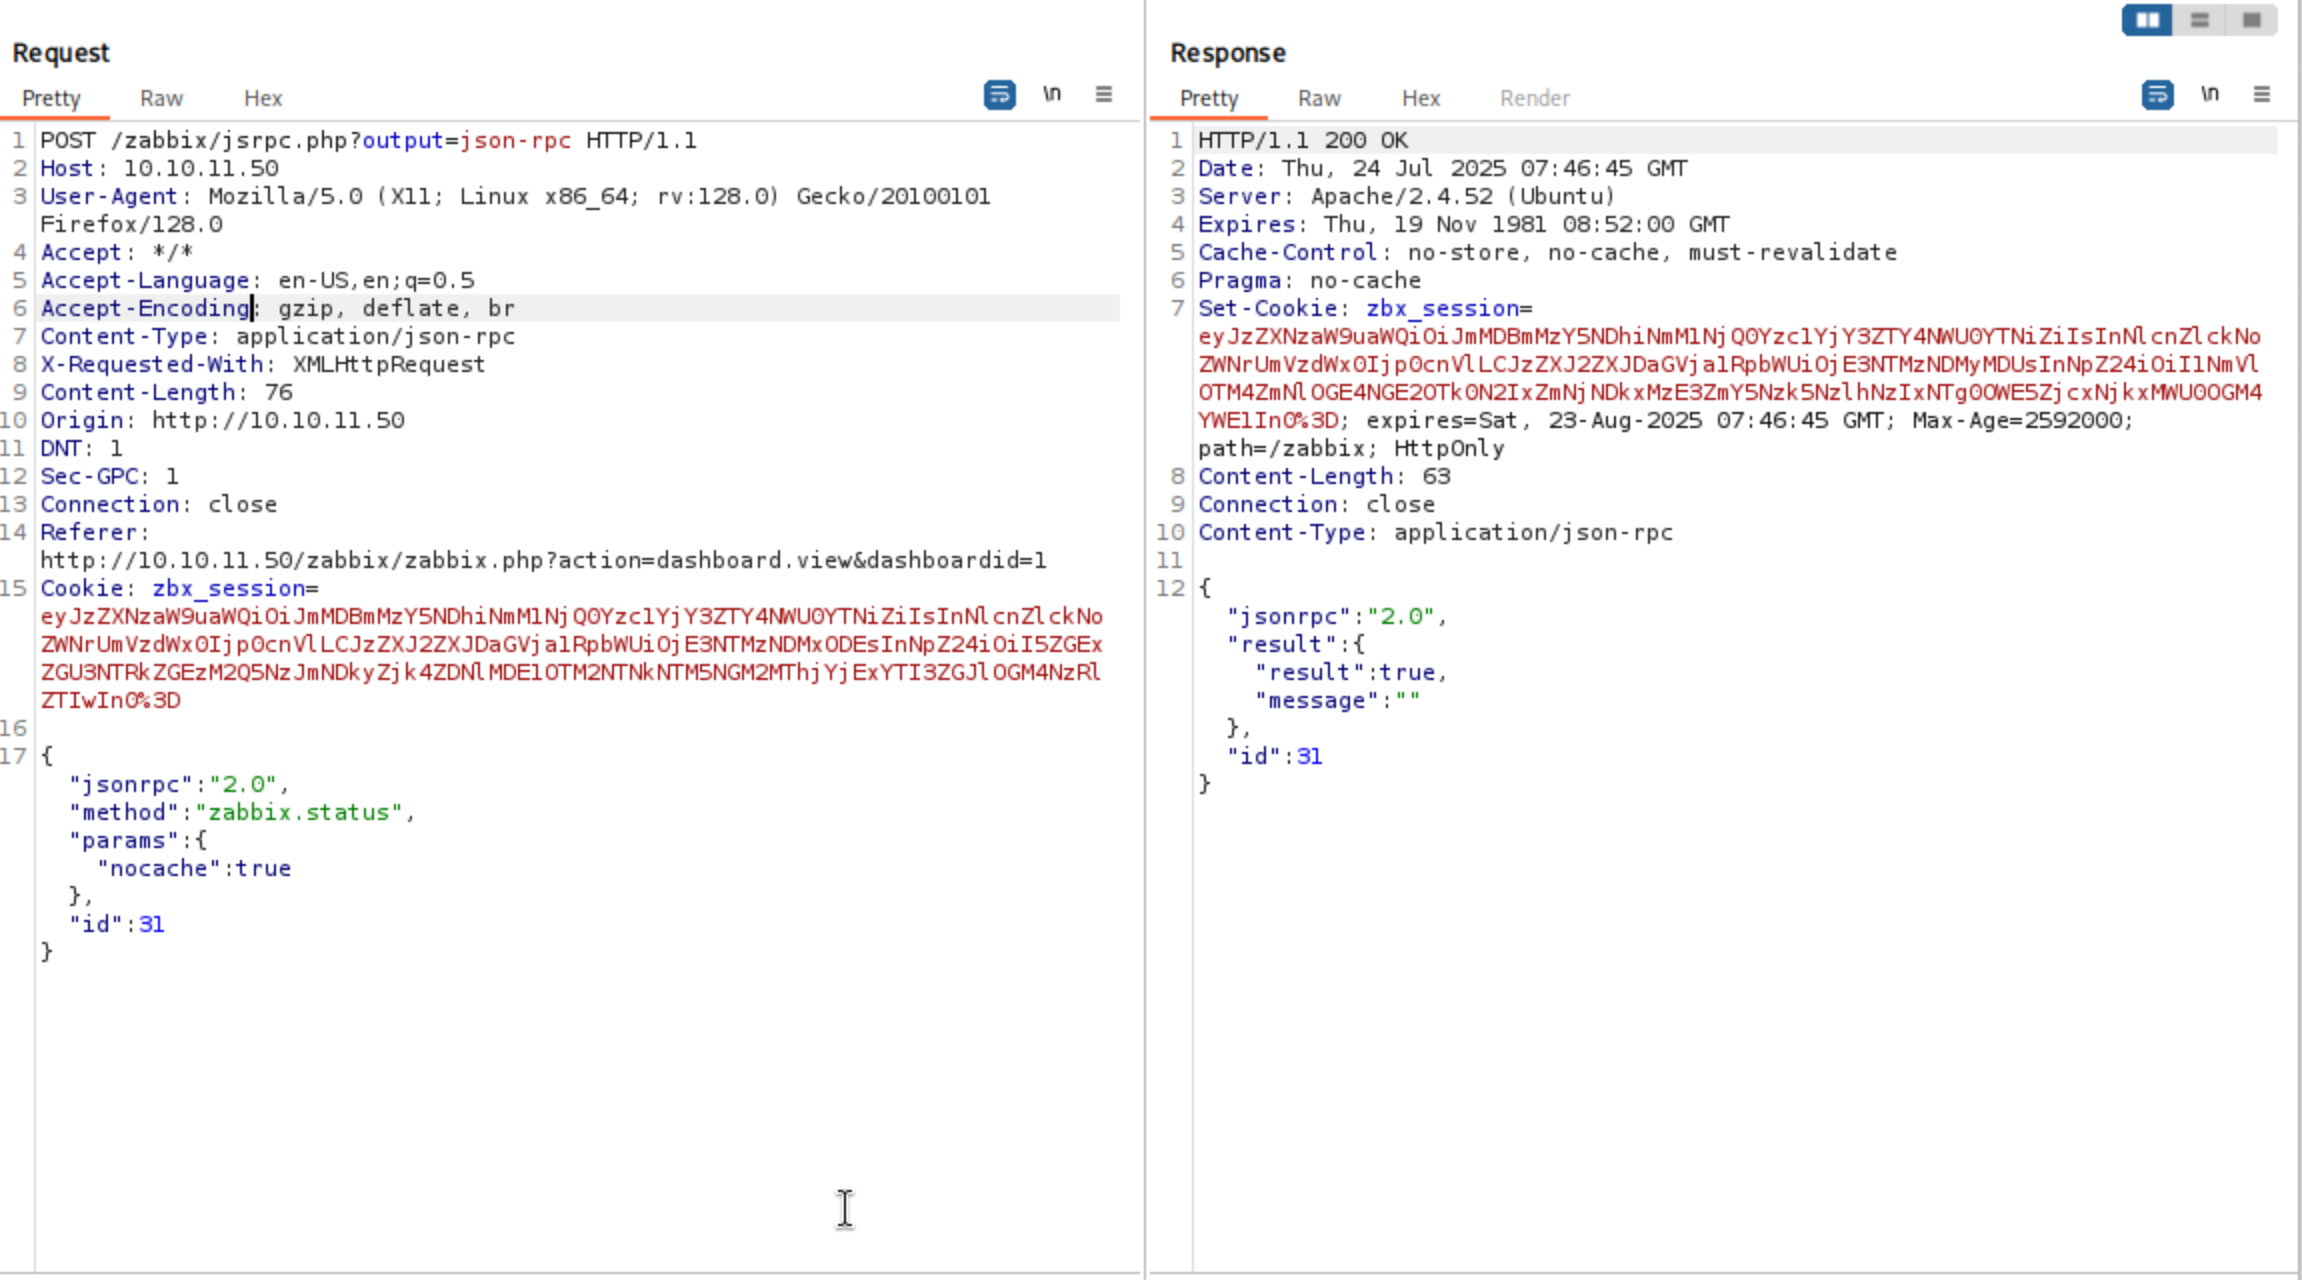 Request
Pretty Raw Hex \n
1 POST /zabbix/jsrpc.php?output=json-rpc HTTP/1.1
2 Host: 10.10.11.50
3 User-Agent: Mozilla/5.0 (X11; Linux x86_64; rv:128.0) Gecko/20100101
Firefox/128.0
4 Accept: */*
5 Accept-Language: en-US,en;q=0.5
6 Accept-Encoding: gzip, deflate, br
7 Content-Type: application/json-rpc
8 X-Requested-With: XMLHttpRequest
9 Content-Length: 76
10 Origin: http://10.10.11.50
11 DNT: 1
12 Sec-GPC: 1
13 Connection: close
14 Referer:
http://10.10.11.50/zabbix/zabbix.php?action=dashboard.view&dashboardid=1
15 Cookie: zbx_session=
eyJzZXNzaW9uaWQiOiJmMDBmMzY5NDhiNmM1NjQ0Yzc1YjY3ZTY4NWU0YTNiZiIsInNlcnZlckNo
ZWNrUmVzdWx0Ijp0cnVlLCJzZXJ2ZXJDaGVja1RpbWUiOjE3NTMzNDMxODEsInNpZ24iOiI5ZGEx
ZGU3NTRkZGEzM2Q5NzJmNDkyZjk4ZDNlMDE1OTM2NTNkNTM5NGM2MThjYjExYTI3ZGJlOGM4NzRl
ZTIwIn0%3D
16
17 {
"jsonrpc":"2.0",
"method":"zabbix.status",
"params":{
"nocache":true
},
"id":31
}
Response
Pretty Raw Hex Render \n
1 HTTP/1.1 200 OK
2 Date: Thu, 24 Jul 2025 07:46:45 GMT
3 Server: Apache/2.4.52 (Ubuntu)
4 Expires: Thu, 19 Nov 1981 08:52:00 GMT
5 Cache-Control: no-store, no-cache, must-revalidate
6 Pragma: no-cache
7 Set-Cookie: zbx_session=
eyJzZXNzaW9uaWQiOiJmMDBmMzY5NDhiNmM1NjQ0Yzc1YjY3ZTY4NWU0YTNiZiIsInNlcnZlckNo
ZWNrUmVzdWx0Ijp0cnVlLCJzZXJ2ZXJDaGVja1RpbWUiOjE3NTMzNDMyMDUsInNpZ24iOiI1NmVl
OTM4ZmNlOGE4NGE2OTk0N2IxZmNjNDkxMzE3ZmY5Nzk5NzlhNzIxNTg0OWE5ZjcxNjkxMWU0OGM4
YWE1In0%3D; expires=Sat, 23-Aug-2025 07:46:45 GMT; Max-Age=2592000;
path=/zabbix; HttpOnly
8 Content-Length: 63
9 Connection: close
10 Content-Type: application/json-rpc
11
12 {
"jsonrpc":"2.0",
"result":{
"result":true,
"message":""
},
"id":31
}